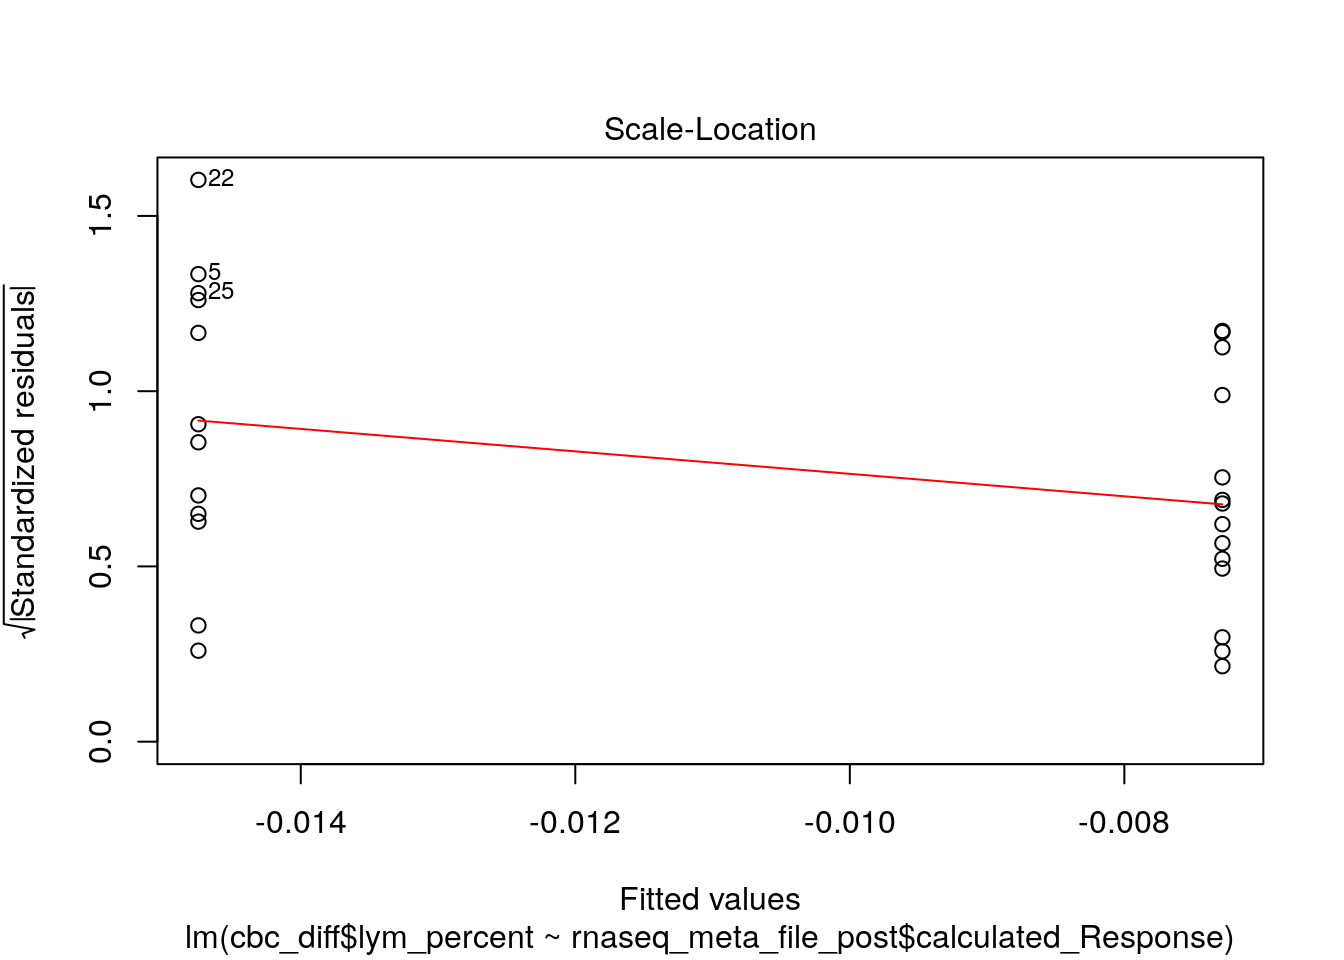 Scale-Location
√|Standardized residuals|
1.5
1.0
0.5
0.0
22
5
25
-0.014
-0.012
-0.010
-0.008
Fitted values
lm(cbc_diff$lym_percent ~ rnaseq_meta_file_post$calculated_Response)